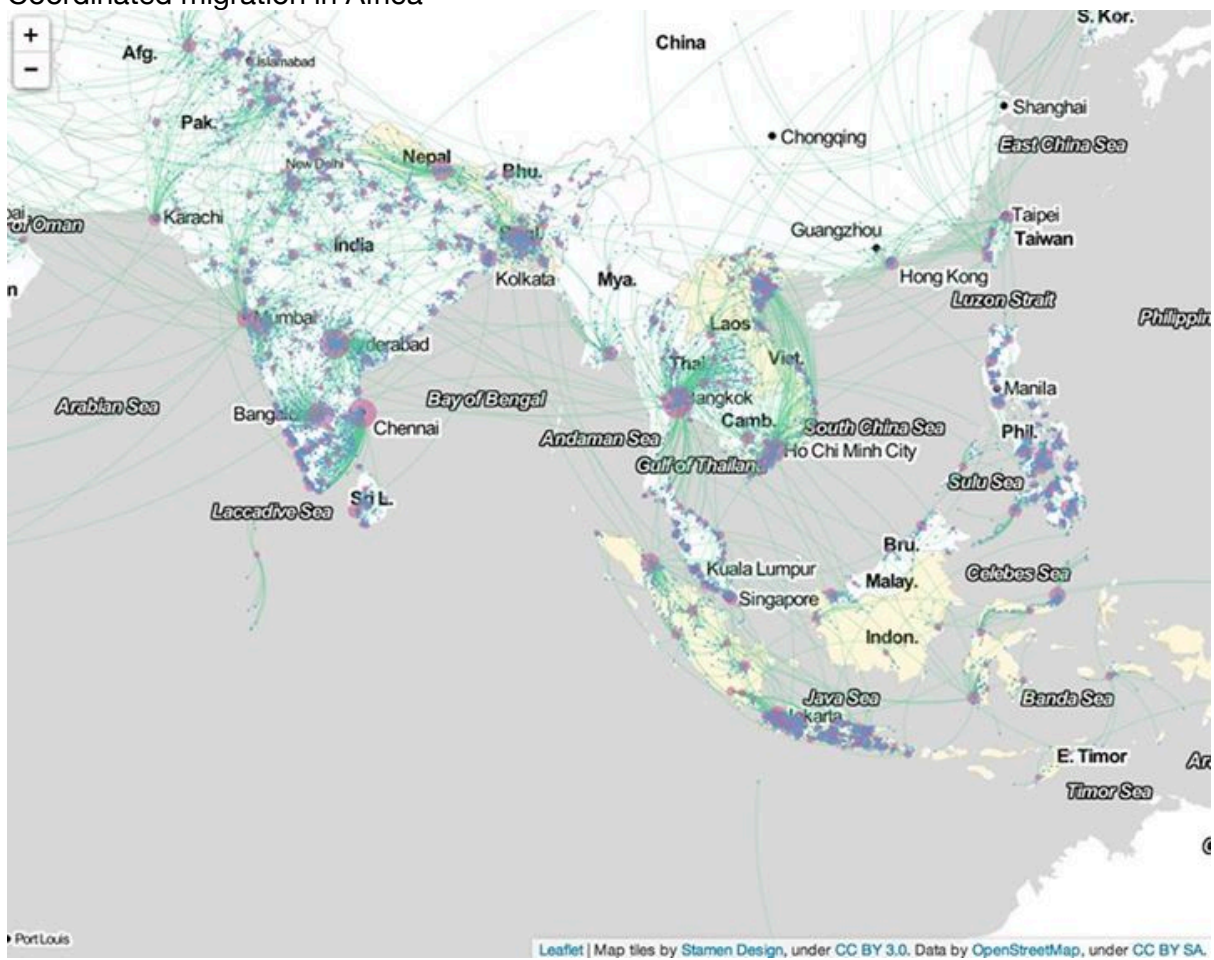 Coordinated migration in Africa
+
−
Afg.
Islamabad
Pak.
New Delhi
Nepal
Bhu.
China
S. Kor.
Shanghai
Chongqing
East China Sea
Karachi
of Oman
India
Kolkata
Mya.
Guangzhou
Taipei
Taiwan
Hong Kong
Luzon Strait
Laos
Mumbai
Thai.
Viet.
Manila
Arabian Sea
Bay of Bengal
Bangkok
Camb.
Chennai
Andaman Sea
South China Sea
Phil.
Gulf of Thailan
Ho Chi Minh City
Sulu Sea
Laccadive Sea
Sri L.
Bru.
Kuala Lumpur
Malay.
Celebes Sea
Singapore
Indon.
Java Sea
Banda Sea
E. Timor
Timor Sea
Port Louis
Leaflet | Map tiles by Stamen Design, under CC BY 3.0. Data by OpenStreetMap, under CC BY SA.